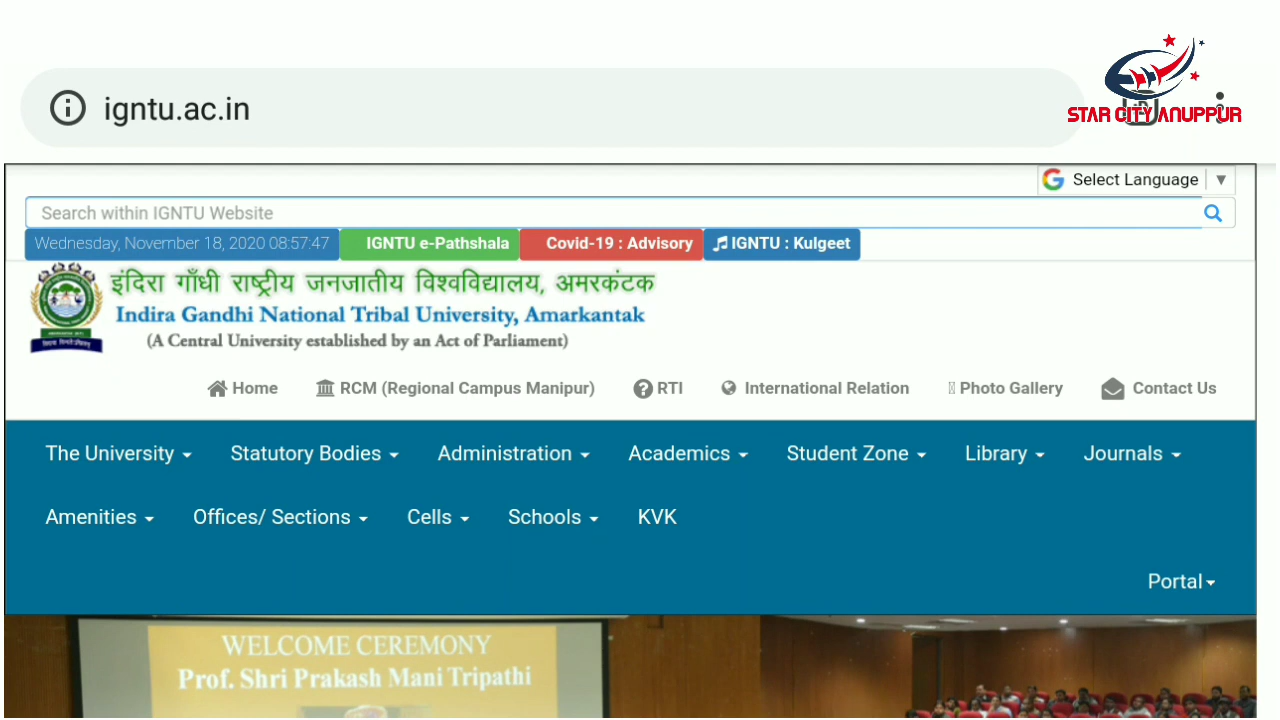 igntu.ac.in
STAR CITY ANUPPUR
Select Language
Search within IGNTU Website
Wednesday, November 18, 2020 08:57:47 IGNTU e-Pathshala Covid-19 : Advisory IGNTU : Kulgeet
इंदिरा गाँधी राष्ट्रीय जनजातीय विश्वविद्यालय, अमरकंटक
Indira Gandhi National Tribal University, Amarkantak
(A Central University established by an Act of Parliament)
Home RCM (Regional Campus Manipur) RTI International Relation Photo Gallery Contact Us
The University Statutory Bodies Administration Academics Student Zone Library Journals
Amenities Offices/ Sections Cells Schools KVK
Portal
WELCOME CEREMONY
Prof. Shri Prakash Mani Tripathi